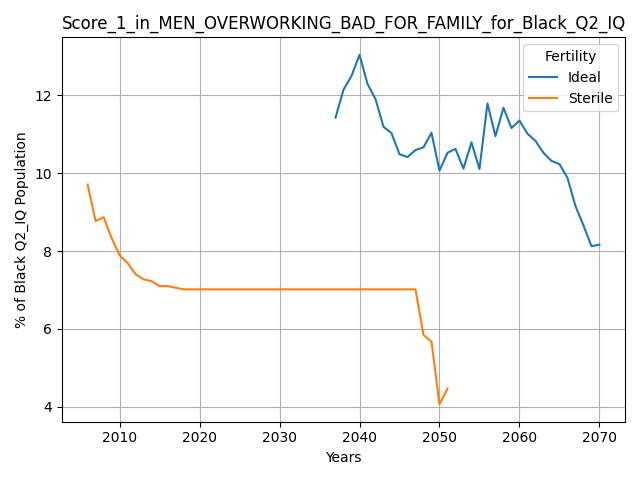 Score_1_in_MEN_OVERWORKING_BAD_FOR_FAMILY_for_Black_Q2_IQ
Fertility
Ideal
Sterile
% of Black Q2_IQ Population
12
10
8
6
4
2010 2020 2030 2040 2050 2060 2070
Years